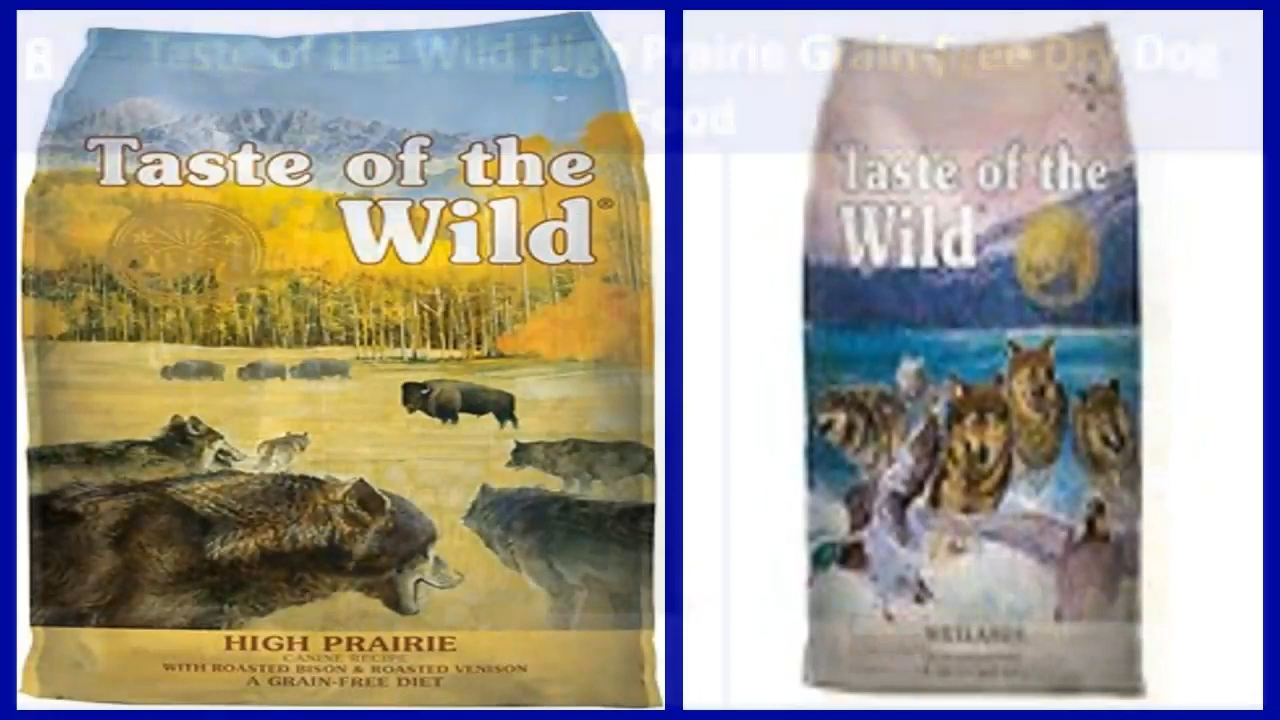 8 Taste of the Wild High Prairie Grain-Free Dry Dog
Food
Taste of the
Wild®
HIGH PRAIRIE
CANINE RECIPE
WITH ROASTED BISON & ROASTED VENISON
A GRAIN-FREE DIET
Taste of the
Wild
WETLANDS